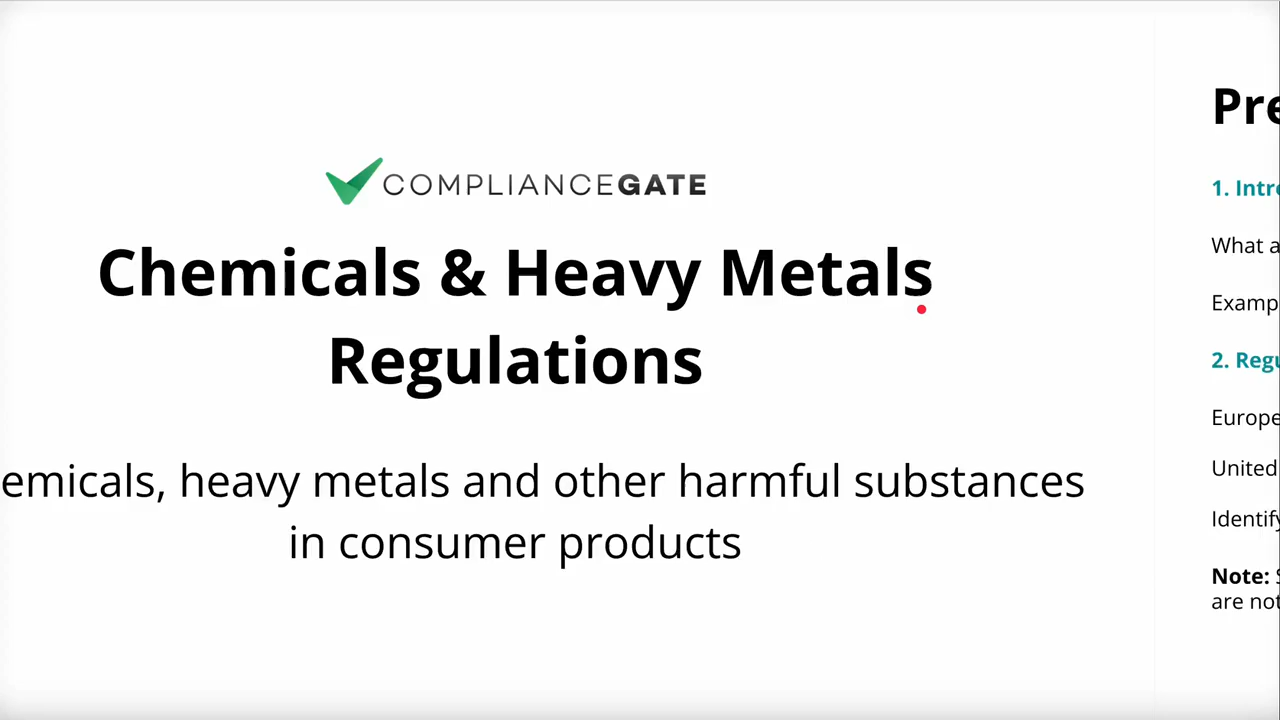 COMPLIANCEGATE
Chemicals & Heavy Metals
Regulations
emicals, heavy metals and other harmful substances
in consumer products
Pre
1. Intro
What a
Examp
2. Regu
Europe
United
Identify
Note:
are not